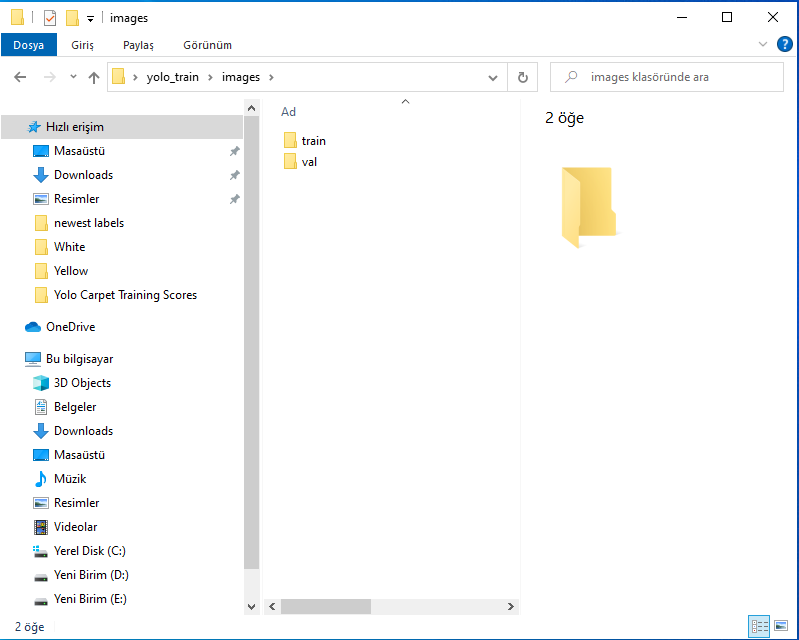 images
Dosya Giriş Paylaş Görünüm
yolo_train images
images klasöründe ara
Hızlı erişim
Masaüstü
Downloads
Resimler
newest labels
White
Yellow
Yolo Carpet Training Scores
OneDrive
Bu bilgisayar
3D Objects
Belgeler
Downloads
Masaüstü
Müzik
Resimler
Videolar
Yerel Disk (C:)
Yeni Birim (D:)
Yeni Birim (E:)
Ad
train
val
2 öğe
2 öğe